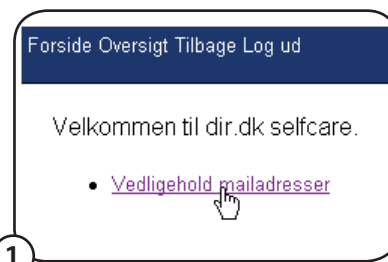 Forside Oversigt Tilbage Log ud
Velkommen til dir.dk selfcare.
• Vedligehold mailadresser
1